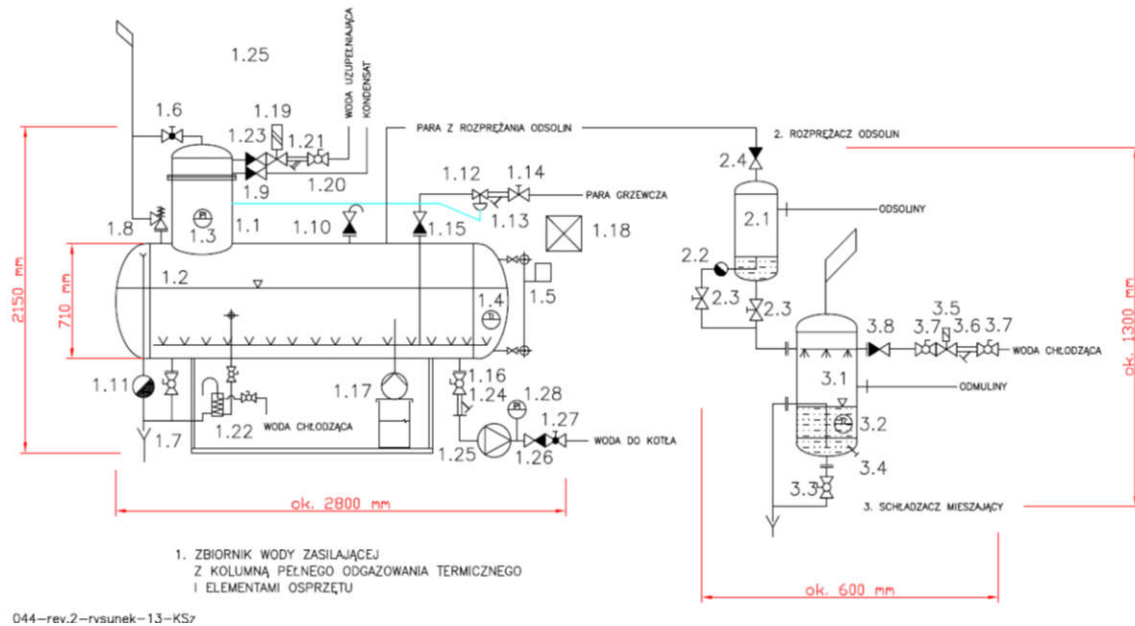 1.25
1.6
1.19
1.23
1.21
WODA UZUPEŁNIAJĄCA
KONDENSAT
PARA Z ROZPRĘŻANIA ODSOLIN
2. ROZPRĘŻACZ ODSOLIN
2.4
1.20
1.9
1.12
1.14
PARA GRZEWCZA
1.13
2.1
ODSOLINY
1.8
PI
1.3
1.1
1.10
1.15
1.18
2150 mm
710 mm
1.2
1.4
TI
1.5
2.2
2.3
2.3
ok. 1300 mm
3.5
3.8
3.7
3.6
3.7
WODA CHŁODZĄCA
3.1
ODMULINY
1.11
1.17
1.16
1.24
1.28
PI
1.27
3.2
1.22
WODA CHŁODZĄCA
1.7
1.25
1.26
WODA DO KOTŁA
3.4
3.3
ok. 2800 mm
3. SCHŁADZACZ MIESZAJĄCY
1. ZBIORNIK WODY ZASILAJĄCEJ
Z KOLUMNĄ PEŁNEGO ODGAZOWANIA TERMICZNEGO
I ELEMENTAMI OSPRZĘTU
ok. 600 mm
044-rev.2-rysunek-13-KSz